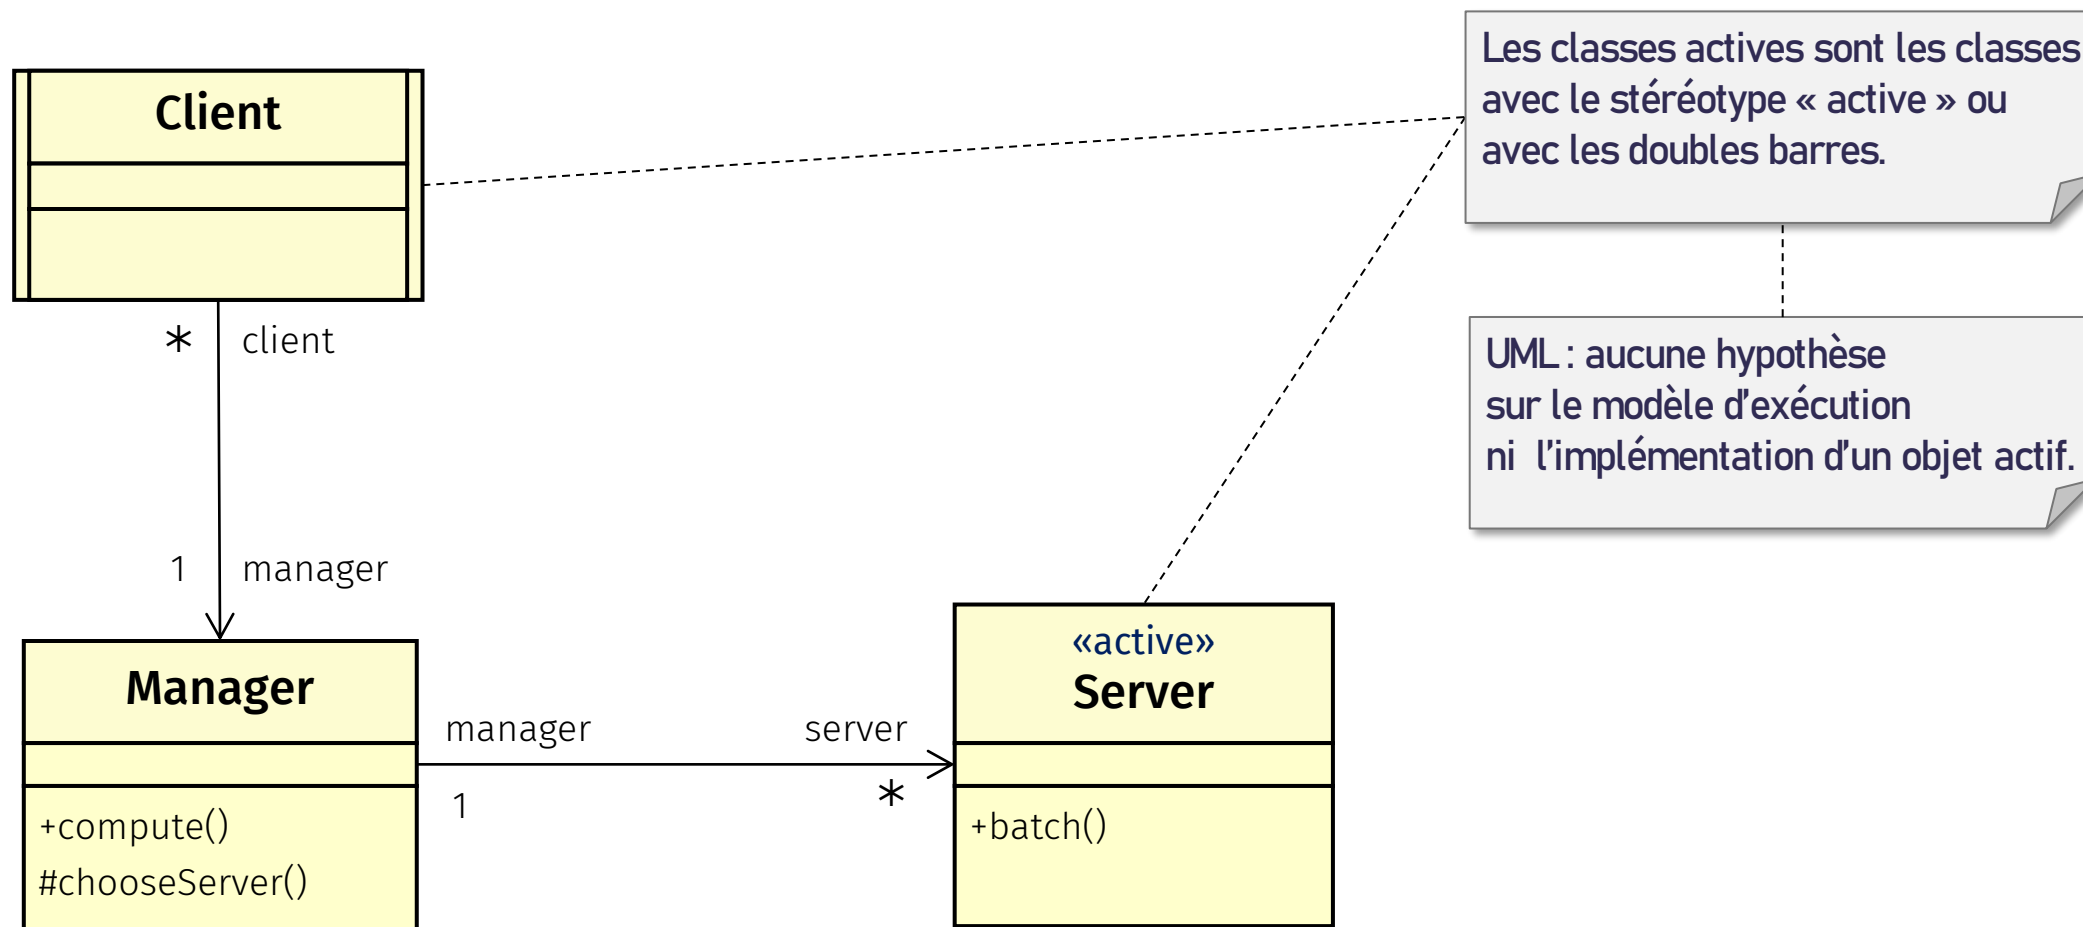 Client
Les classes actives sont les classes
avec le stéréotype « active » ou
avec les doubles barres.
* client
UML : aucune hypothèse
sur le modèle d'exécution
ni l'implémentation d'un objet actif.
1 manager
Manager
+compute()
#chooseServer()
manager server
1 *
«active»
Server
+batch()